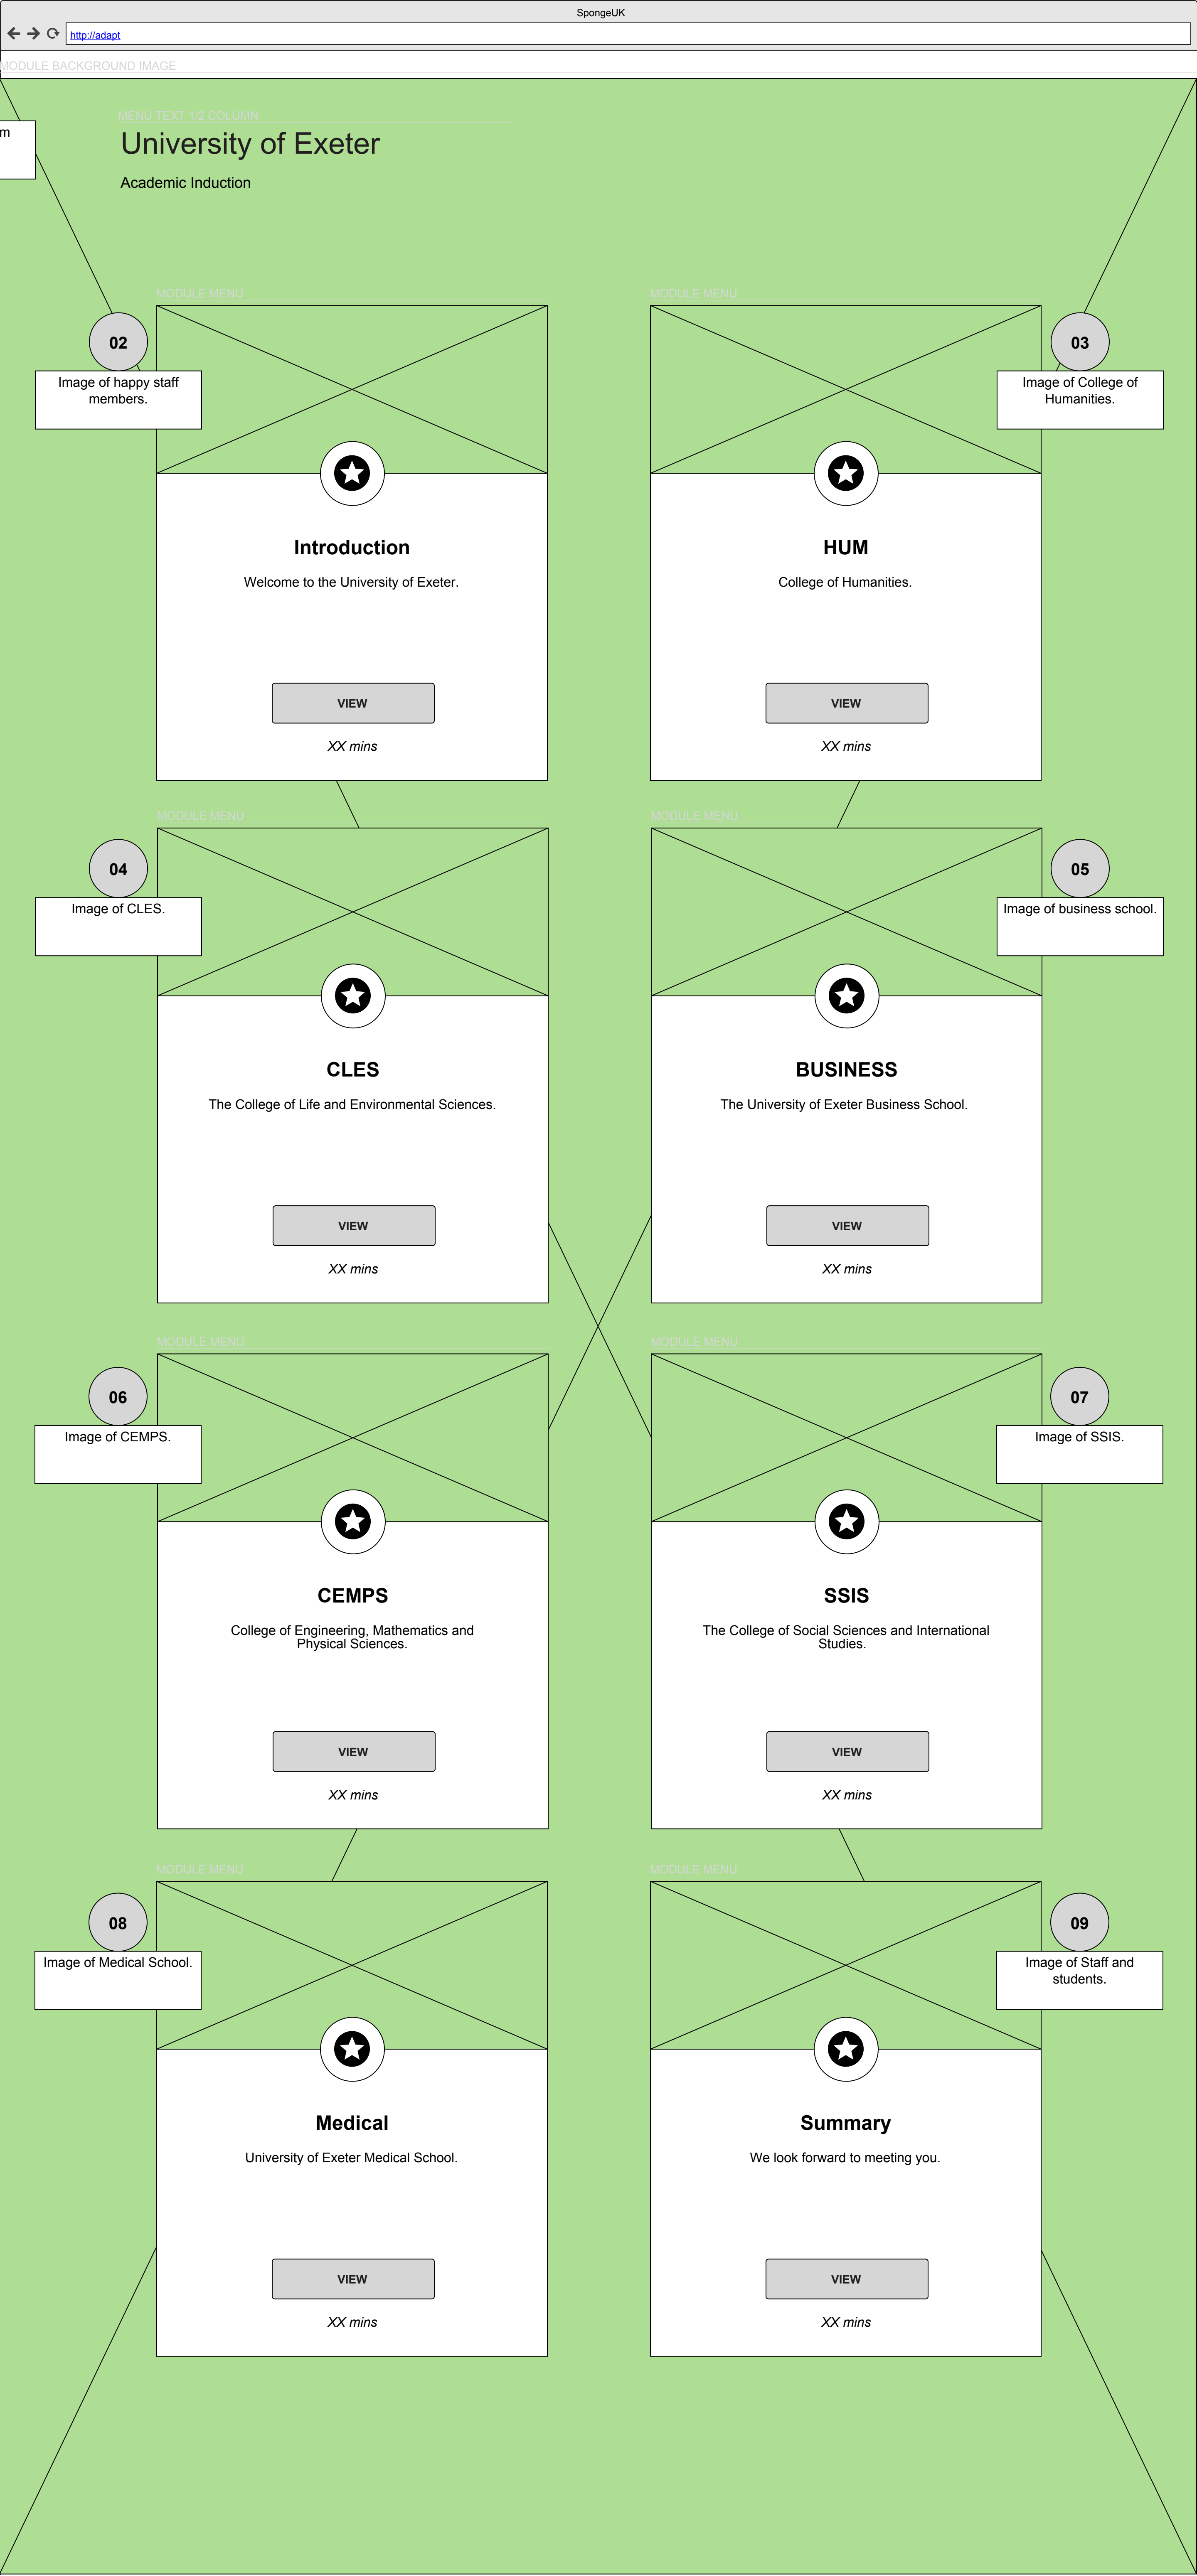 SpongeUK
http://adapt
MODULE BACKGROUND IMAGE
m
MENU TEXT 1/2 COLUMN
University of Exeter
Academic Induction
MODULE MENU
02
Image of happy staff
members.
Introduction
Welcome to the University of Exeter.
VIEW
XX mins
MODULE MENU
03
Image of College of
Humanities.
HUM
College of Humanities.
VIEW
XX mins
MODULE MENU
04
Image of CLES.
CLES
The College of Life and Environmental Sciences.
VIEW
XX mins
MODULE MENU
05
Image of business school.
BUSINESS
The University of Exeter Business School.
VIEW
XX mins
MODULE MENU
06
Image of CEMPS.
CEMPS
College of Engineering, Mathematics and
Physical Sciences.
VIEW
XX mins
MODULE MENU
07
Image of SSIS.
SSIS
The College of Social Sciences and International
Studies.
VIEW
XX mins
MODULE MENU
08
Image of Medical School.
Medical
University of Exeter Medical School.
VIEW
XX mins
MODULE MENU
09
Image of Staff and
students.
Summary
We look forward to meeting you.
VIEW
XX mins